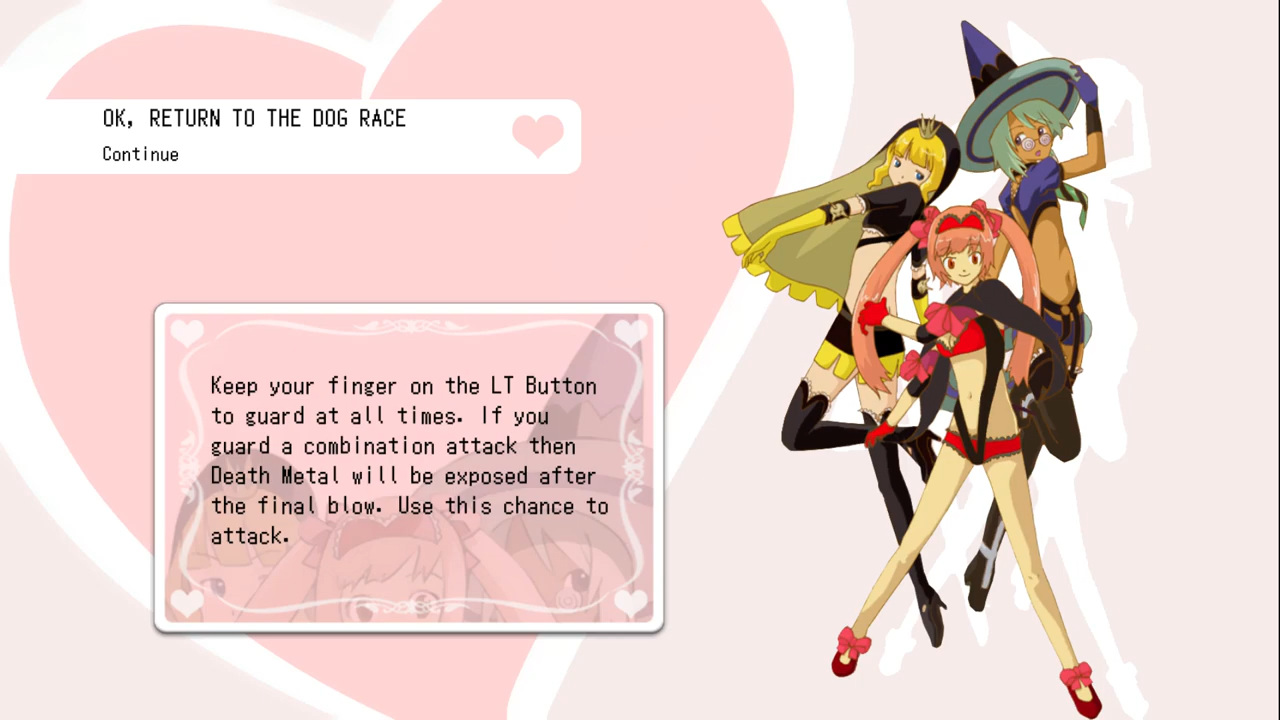 OK, RETURN TO THE DOG RACE
Continue
Keep your finger on the LT Button
to guard at all times. If you
guard a combination attack then
Death Metal will be exposed after
the final blow. Use this chance to
attack.